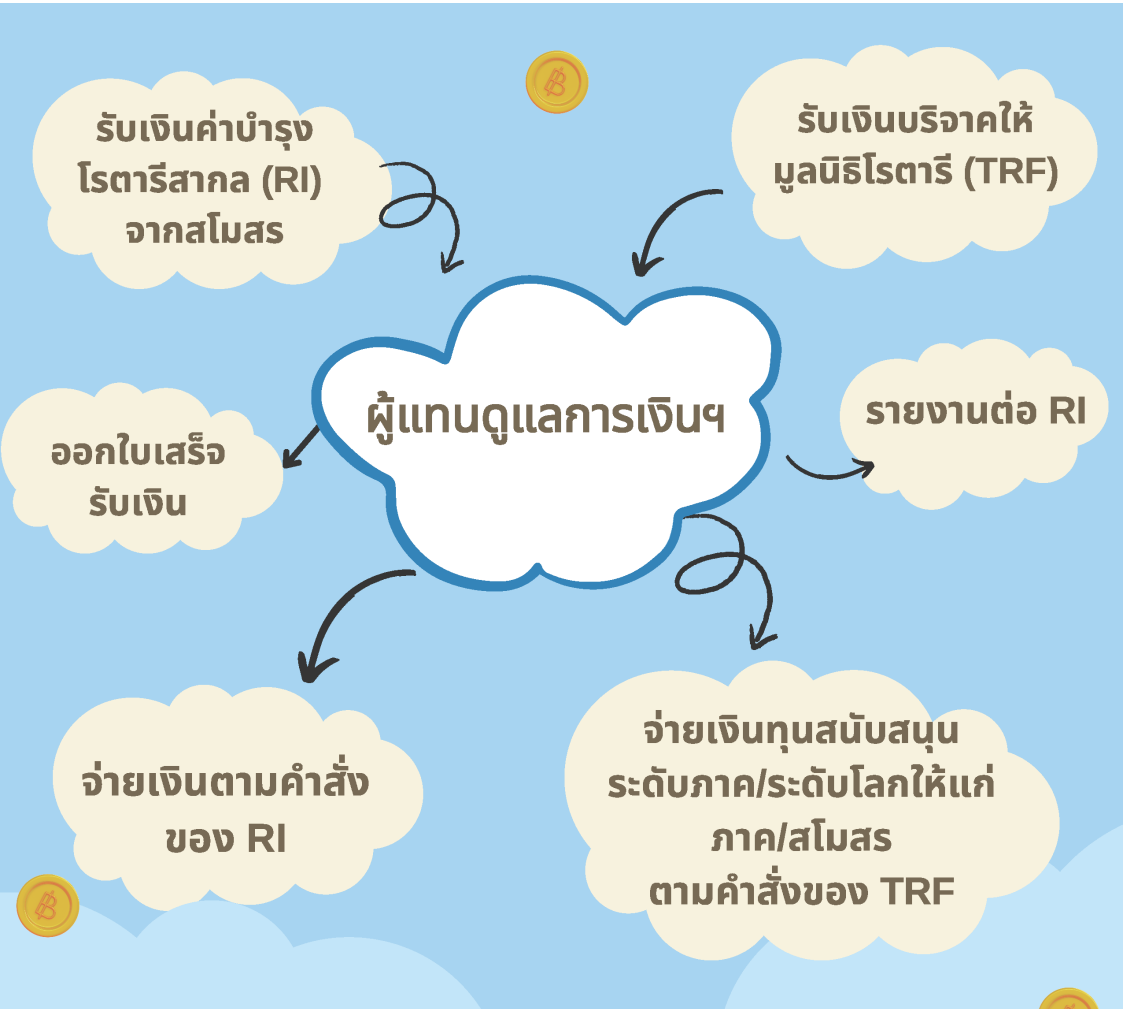 รับเงินค่าบำรุง
โรตารีสากล (RI)
จากสโมสร
รับเงินบริจาคให้
มูลนิธิโรตารี (TRF)
ผู้แทนดูแลการเงินฯ
รายงานต่อ RI
ออกใบเสร็จ
รับเงิน
จ่ายเงินตามคำสั่ง
ของ RI
จ่ายเงินทุนสนับสนุน
ระดับภาค/ระดับโลกให้แก่
ภาค/สโมสร
ตามคำสั่งของ TRF